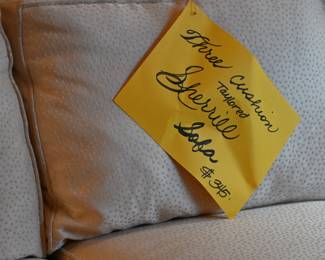 Three Cushion
Tailored
Sherrill
Sofa
$345.